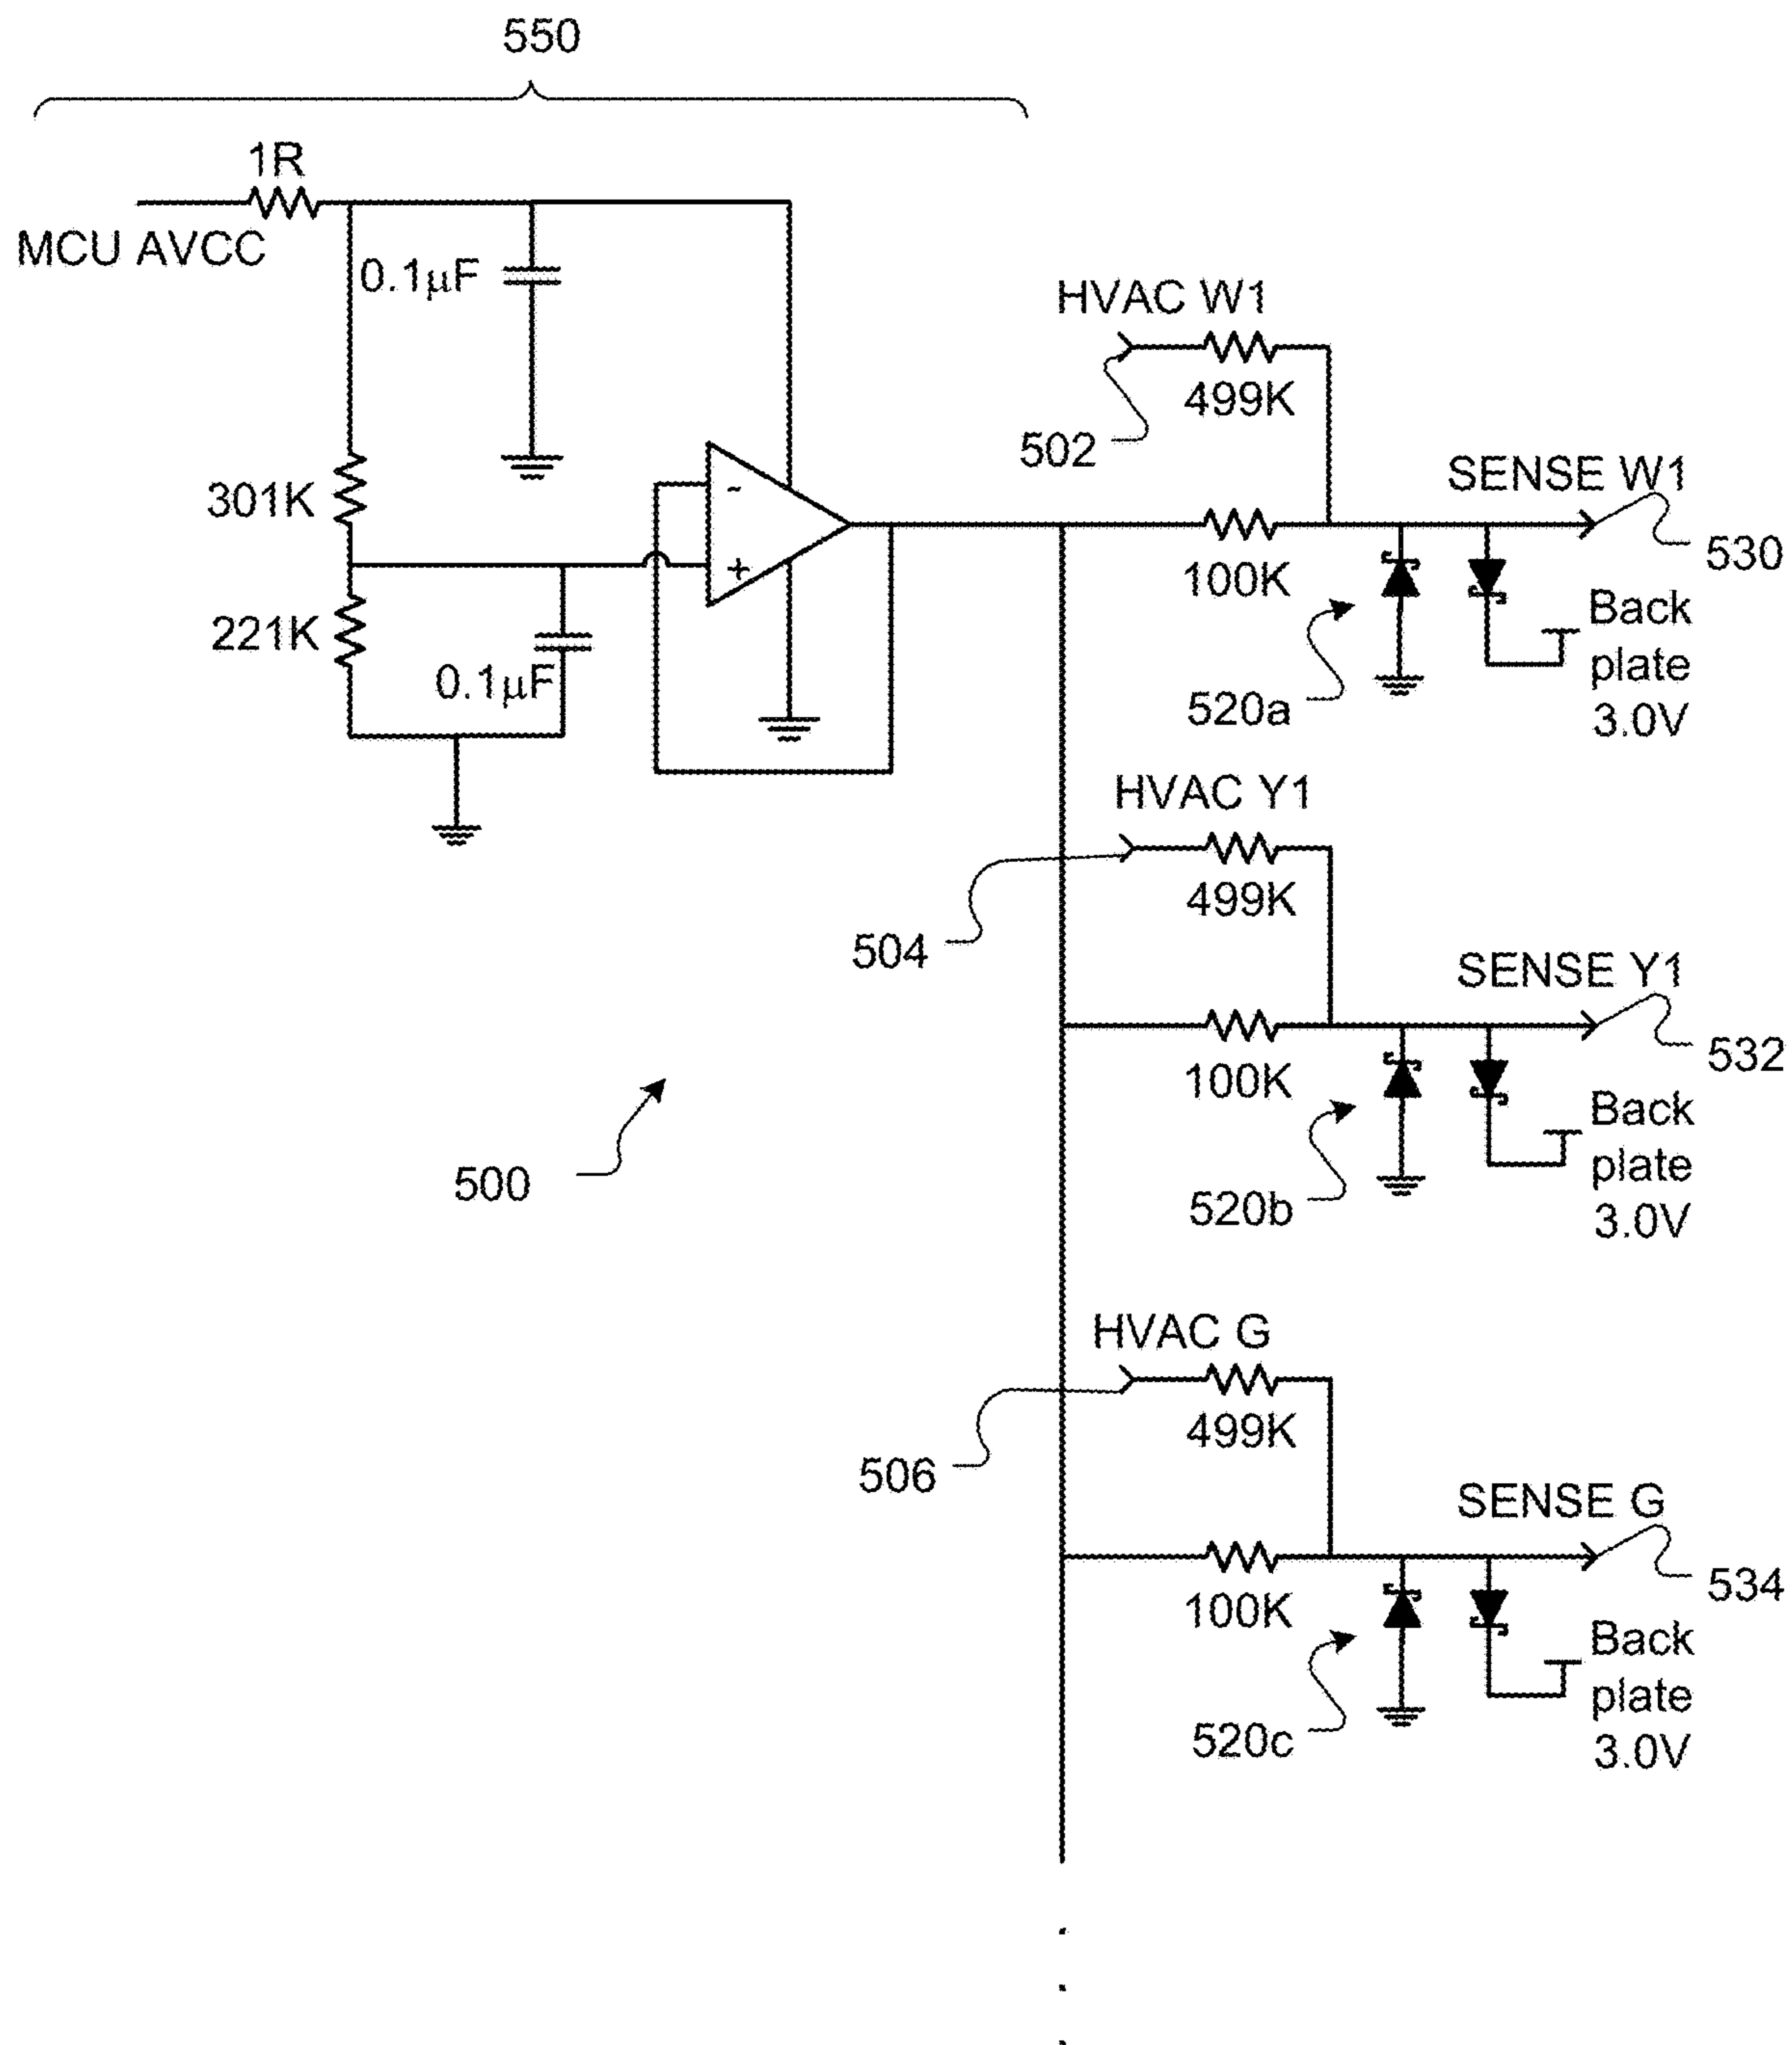 550
1R
MCU AVCC
0.1µF
HVAC W1
499K
502
SENSE W1
301K
-
+
100K
530
221K
0.1µF
Back
plate
3.0V
520a
HVAC Y1
499K
504
SENSE Y1
100K
532
Back
plate
3.0V
500
520b
HVAC G
499K
506
SENSE G
100K
534
Back
plate
3.0V
520c